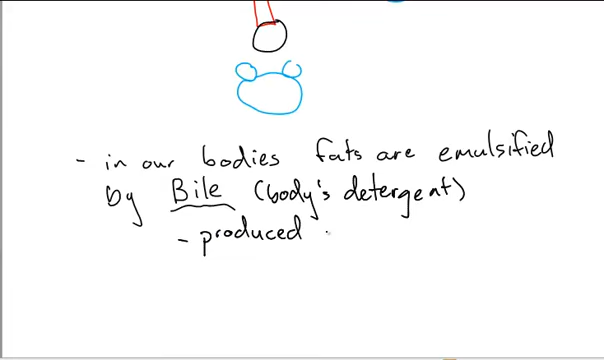 - in our bodies fats are emulsified
by Bile (body's detergent)
- produced